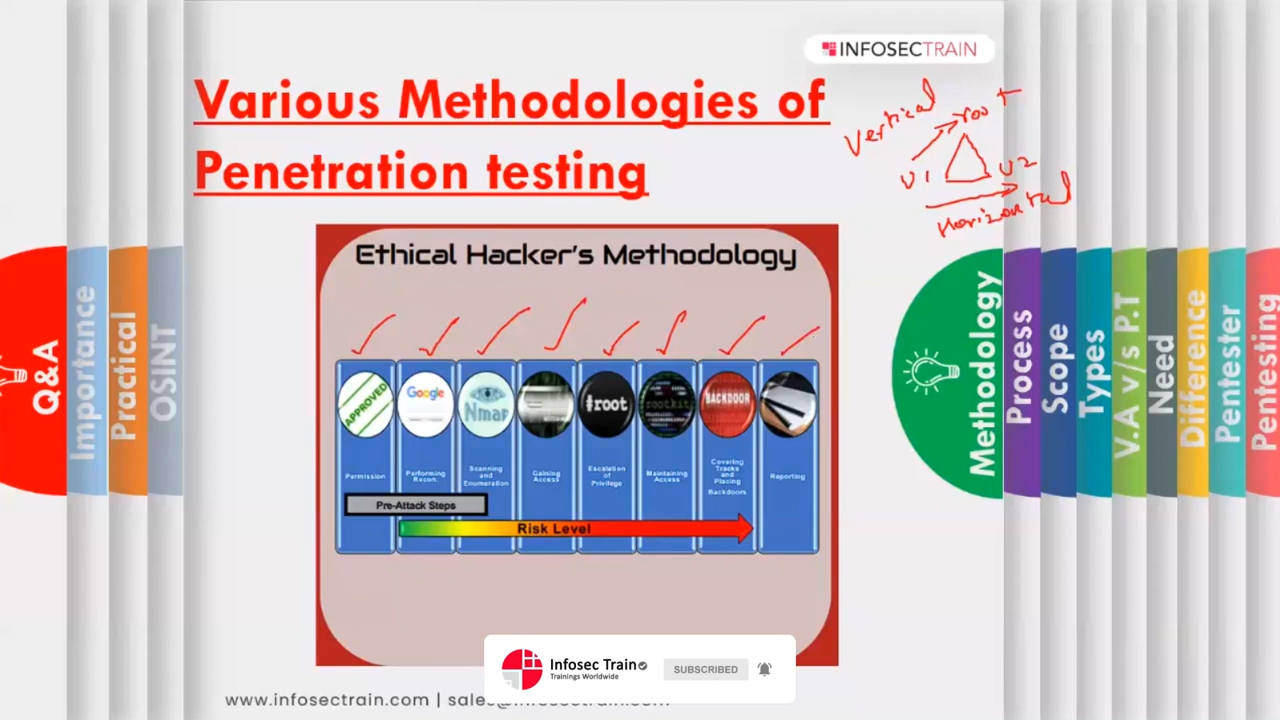 INFOSECTRAIN
Various Methodologies of
Penetration testing
Vertical
root
U1
U2
Horizontal
Ethical Hacker's Methodology
APPROVED
Google
Nmap
#root
rootkit
BACKDOOR
Permission
Performing
Recon.
Scanning
and
Enumeration
Gaining
Access
Escalation
of
Privilege
Maintaining
Access
Covering
Tracks
and
Placing
Backdoors
Reporting
Pre-Attack Steps
Risk Level
Q&A
Importance
Practical
OSINT
Methodology
Process
Scope
Types
V.A v/s P.T
Need
Difference
Pentester
Pentesting
Infosec Train
Trainings Worldwide
SUBSCRIBED
www.infosectrain.com |